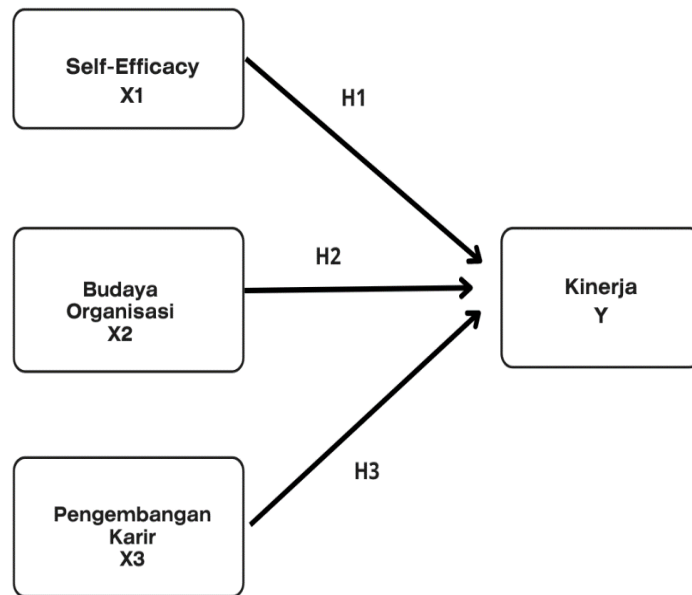 Self-Efficacy
X1
H1
Budaya
Organisasi
X2
H2
Kinerja
Y
Pengembangan
Karir
X3
H3